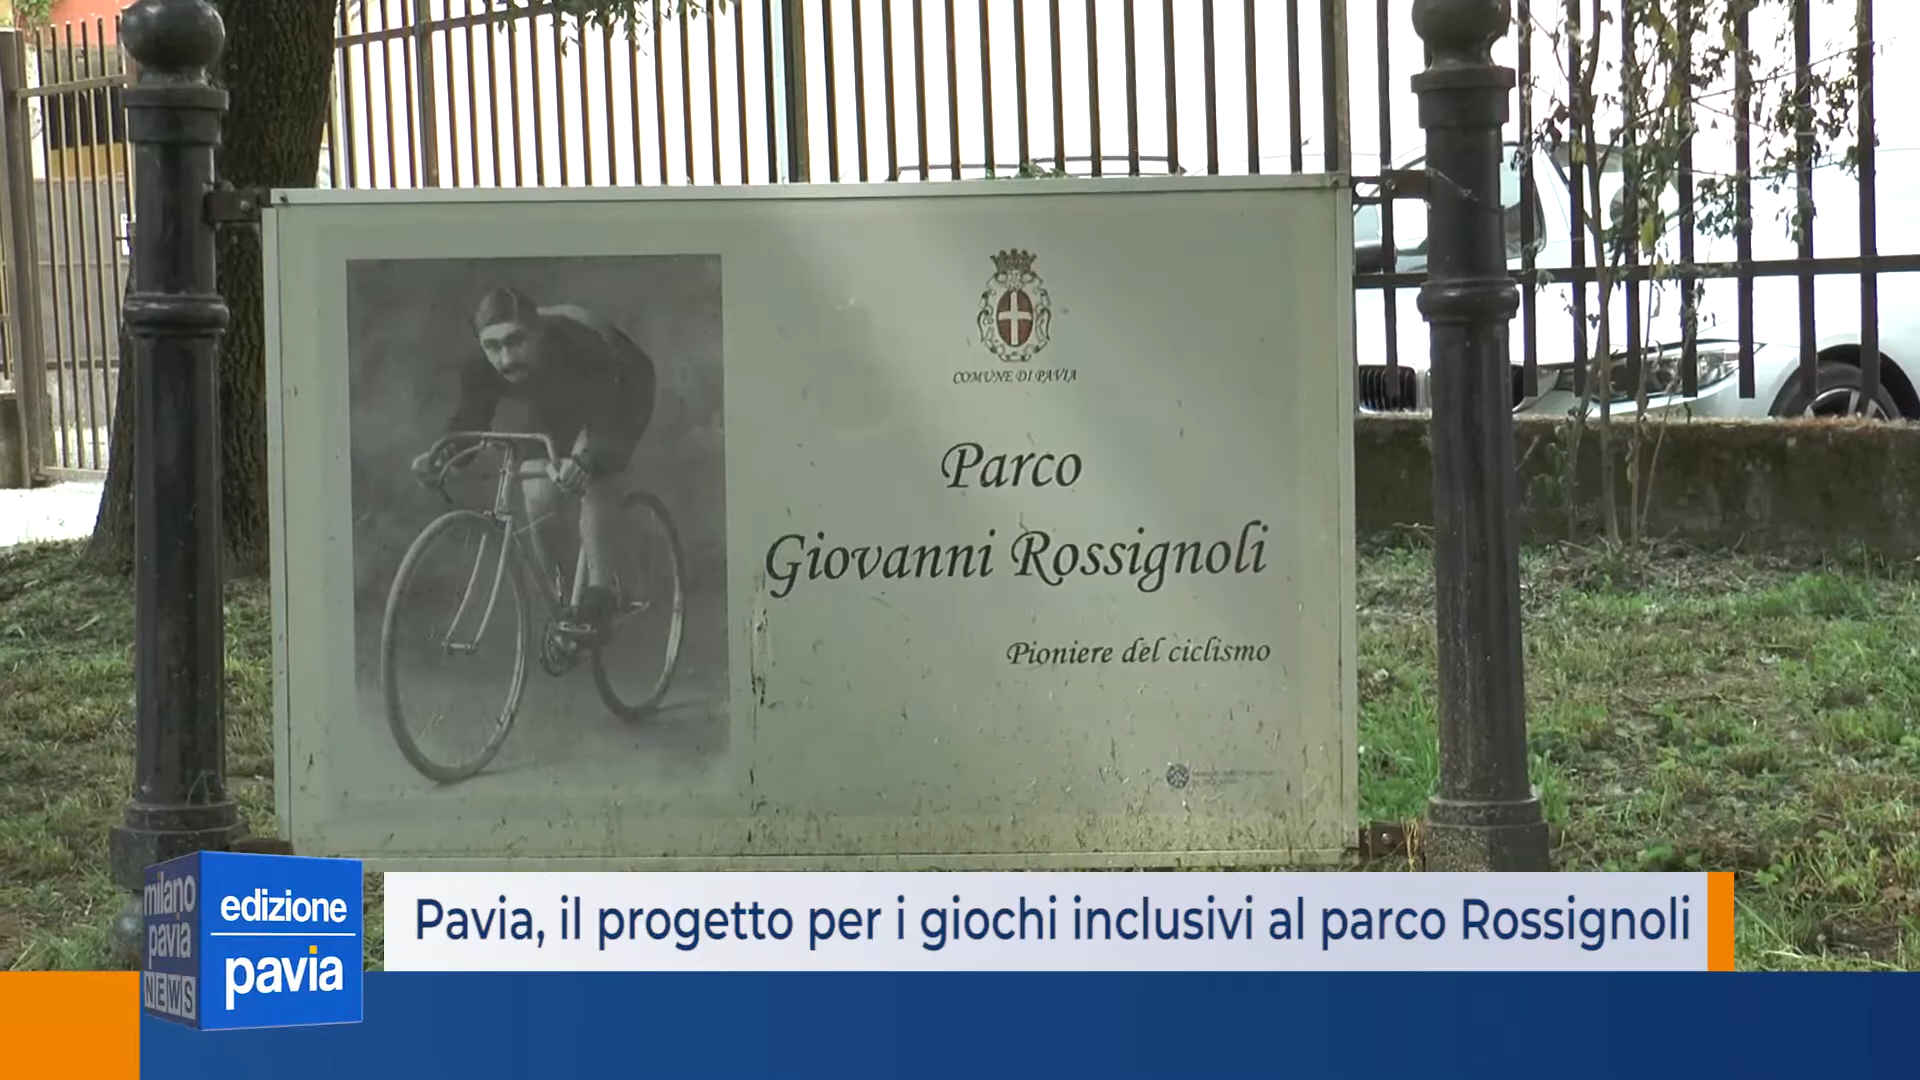 COMUNE DI PAVIA
Parco
Giovanni Rossignoli
Pioniere del ciclismo
milano
pavia
NEWS
edizione
pavia
Pavia, il progetto per i giochi inclusivi al parco Rossignoli